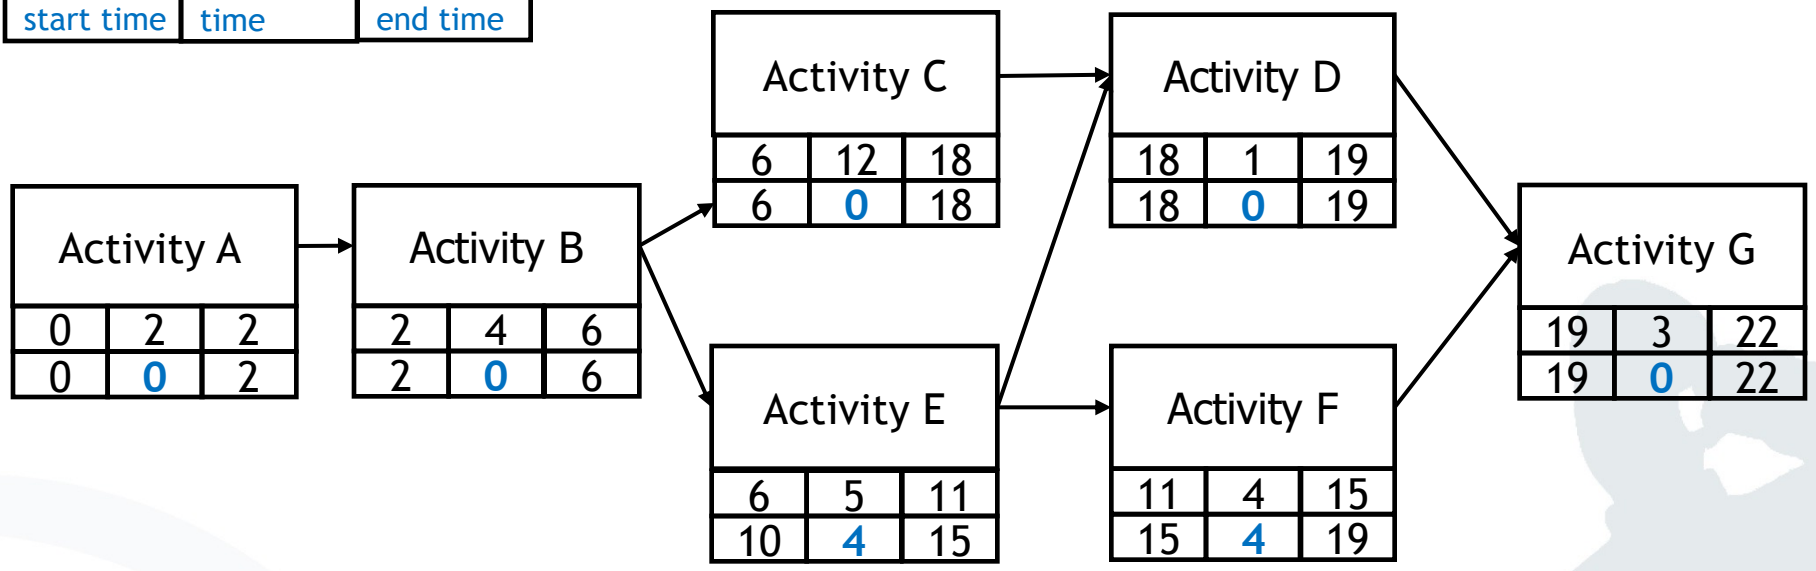 start time time end time
Activity C
6 12 18
6 0 18
Activity D
18 1 19
18 0 19
Activity A
0 2 2
0 0 2
Activity B
2 4 6
2 0 6
Activity G
19 3 22
19 0 22
Activity E
6 5 11
10 4 15
Activity F
11 4 15
15 4 19